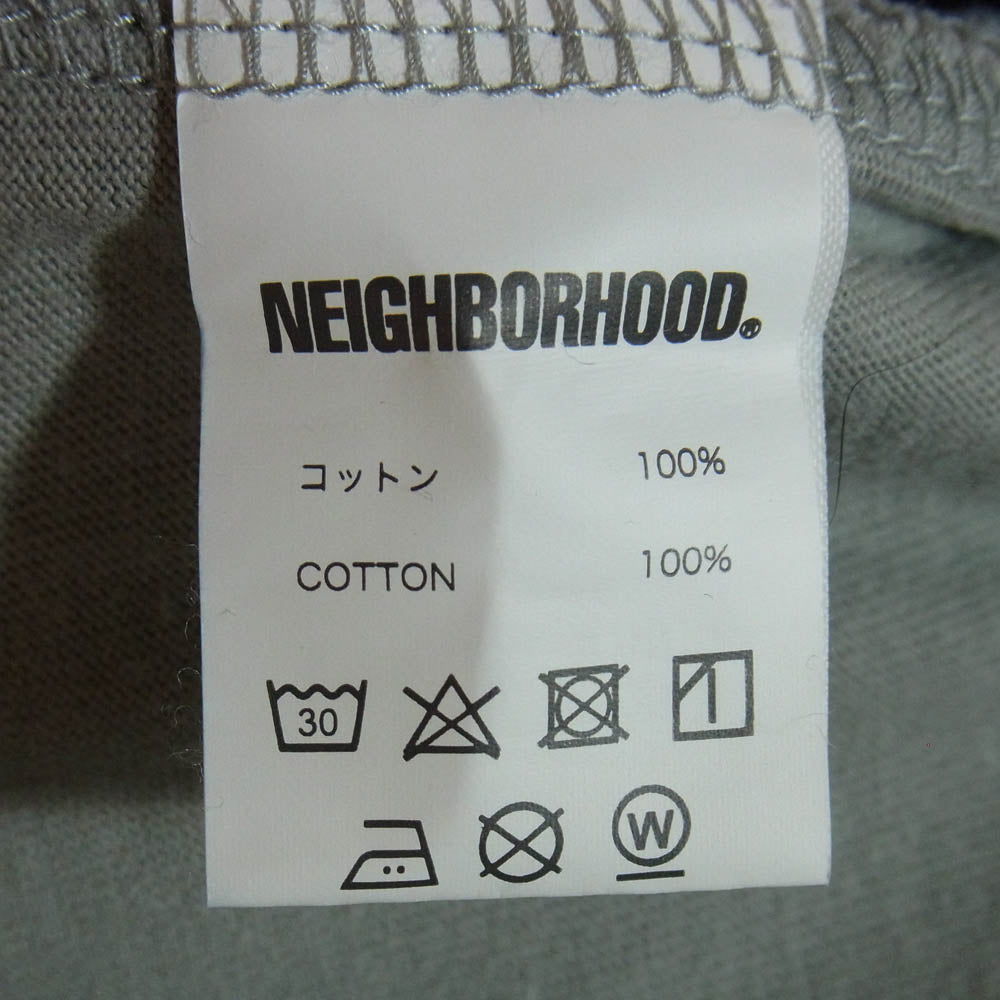 NEIGHBORHOOD®
コットン 100%
COTTON 100%
30
W